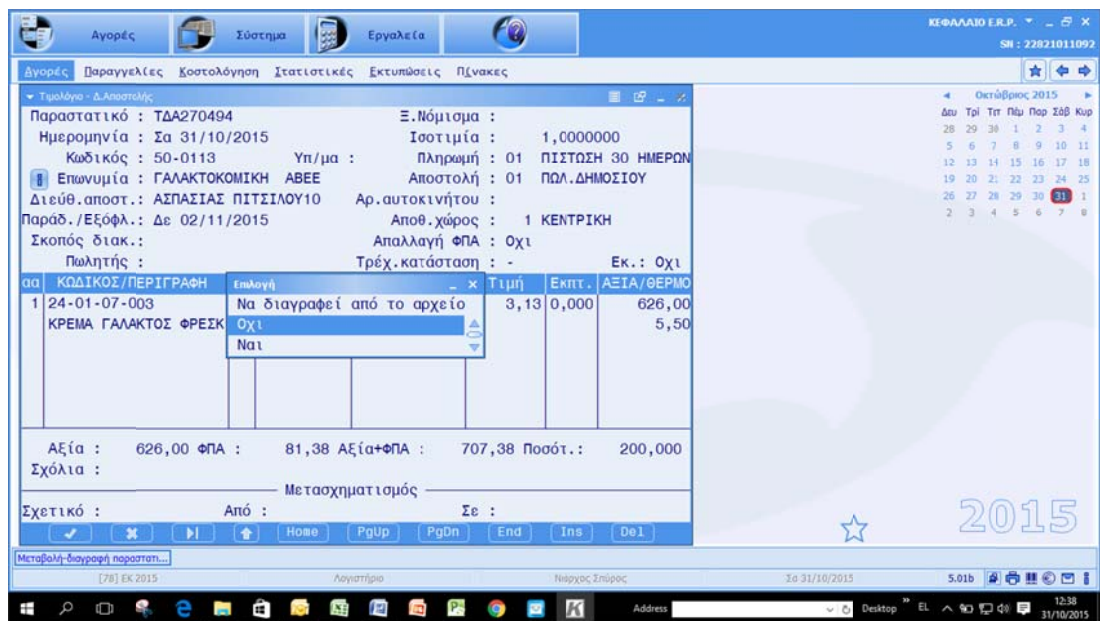 Αγορές Σύστημα Εργαλεία
ΚΕΦΑΛΑΙΟ E.R.P.
SN : 22821011092
Αγορές Παραγγελίες Κοστολόγηση Στατιστικές Εκτυπώσεις Πίνακες
Τιμολόγιο - Δ.Αποστολής
Παραστατικό : ΤΔΑ270494 Ξ.Νόμισμα :
Ημερομηνία : Σα 31/10/2015 Ισοτιμία : 1,0000000
Κωδικός : 50-0113 Υπ/μα : Πληρωμή : 01 ΠΙΣΤΩΣΗ 30 ΗΜΕΡΩΝ
Επωνυμία : ΓΑΛΑΚΤΟΚΟΜΙΚΗ ΑΒΕΕ Αποστολή : 01 ΠΩΛ.ΔΗΜΟΣΙΟΥ
Διεύθ.αποστ.: ΑΣΠΑΣΙΑΣ ΠΙΤΣΙΛΟΥ10 Αρ.αυτοκινήτου :
Παράδ./Εξόφλ.: Δε 02/11/2015 Αποθ.χώρος : 1 ΚΕΝΤΡΙΚΗ
Σκοπός διακ.: Απαλλαγή ΦΠΑ : Οχι
Πωλητής : Τρέχ.κατάσταση : - Εκ.: Οχι
αα ΚΩΔΙΚΟΣ/ΠΕΡΙΓΡΑΦΗ Τιμή Εκπτ. ΑΞΙΑ/ΘΕΡΜΟ
1 24-01-07-003 3,13 0,000 626,00
ΚΡΕΜΑ ΓΑΛΑΚΤΟΣ ΦΡΕΣΚ 5,50
Επιλογή
Να διαγραφεί από το αρχείο
Οχι
Ναι
Αξία : 626,00 ΦΠΑ : 81,38 Αξία+ΦΠΑ : 707,38 Ποσότ.: 200,000
Σχόλια :
Μετασχηματισμός
Σχετικό : Από : Σε :
Home PgUp PgDn End Ins Del
Οκτώβριος 2015
Δευ Τρί Τετ Πέμ Παρ Σάβ Κυρ
28 29 30 1 2 3 4
5 6 7 8 9 10 11
12 13 14 15 16 17 18
19 20 21 22 23 24 25
26 27 28 29 30 31 1
2 3 4 5 6 7 8
2015
Μεταβολή-διαγραφή παραστατι...
[78] ΕΚ 2015 Λογιστήριο Νιαρχος Σπύρος Σα 31/10/2015 5.01b
Address Desktop EL 12:38
31/10/2015